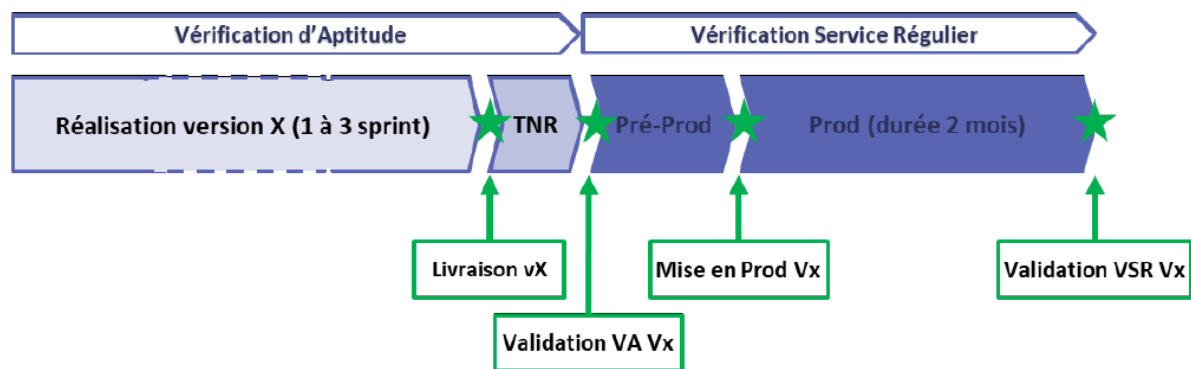 Vérification d'Aptitude
Vérification Service Régulier
Réalisation version X (1 à 3 sprint)
TNR
Pré-Prod
Prod (durée 2 mois)
Livraison vX
Mise en Prod Vx
Validation VSR Vx
Validation VA Vx